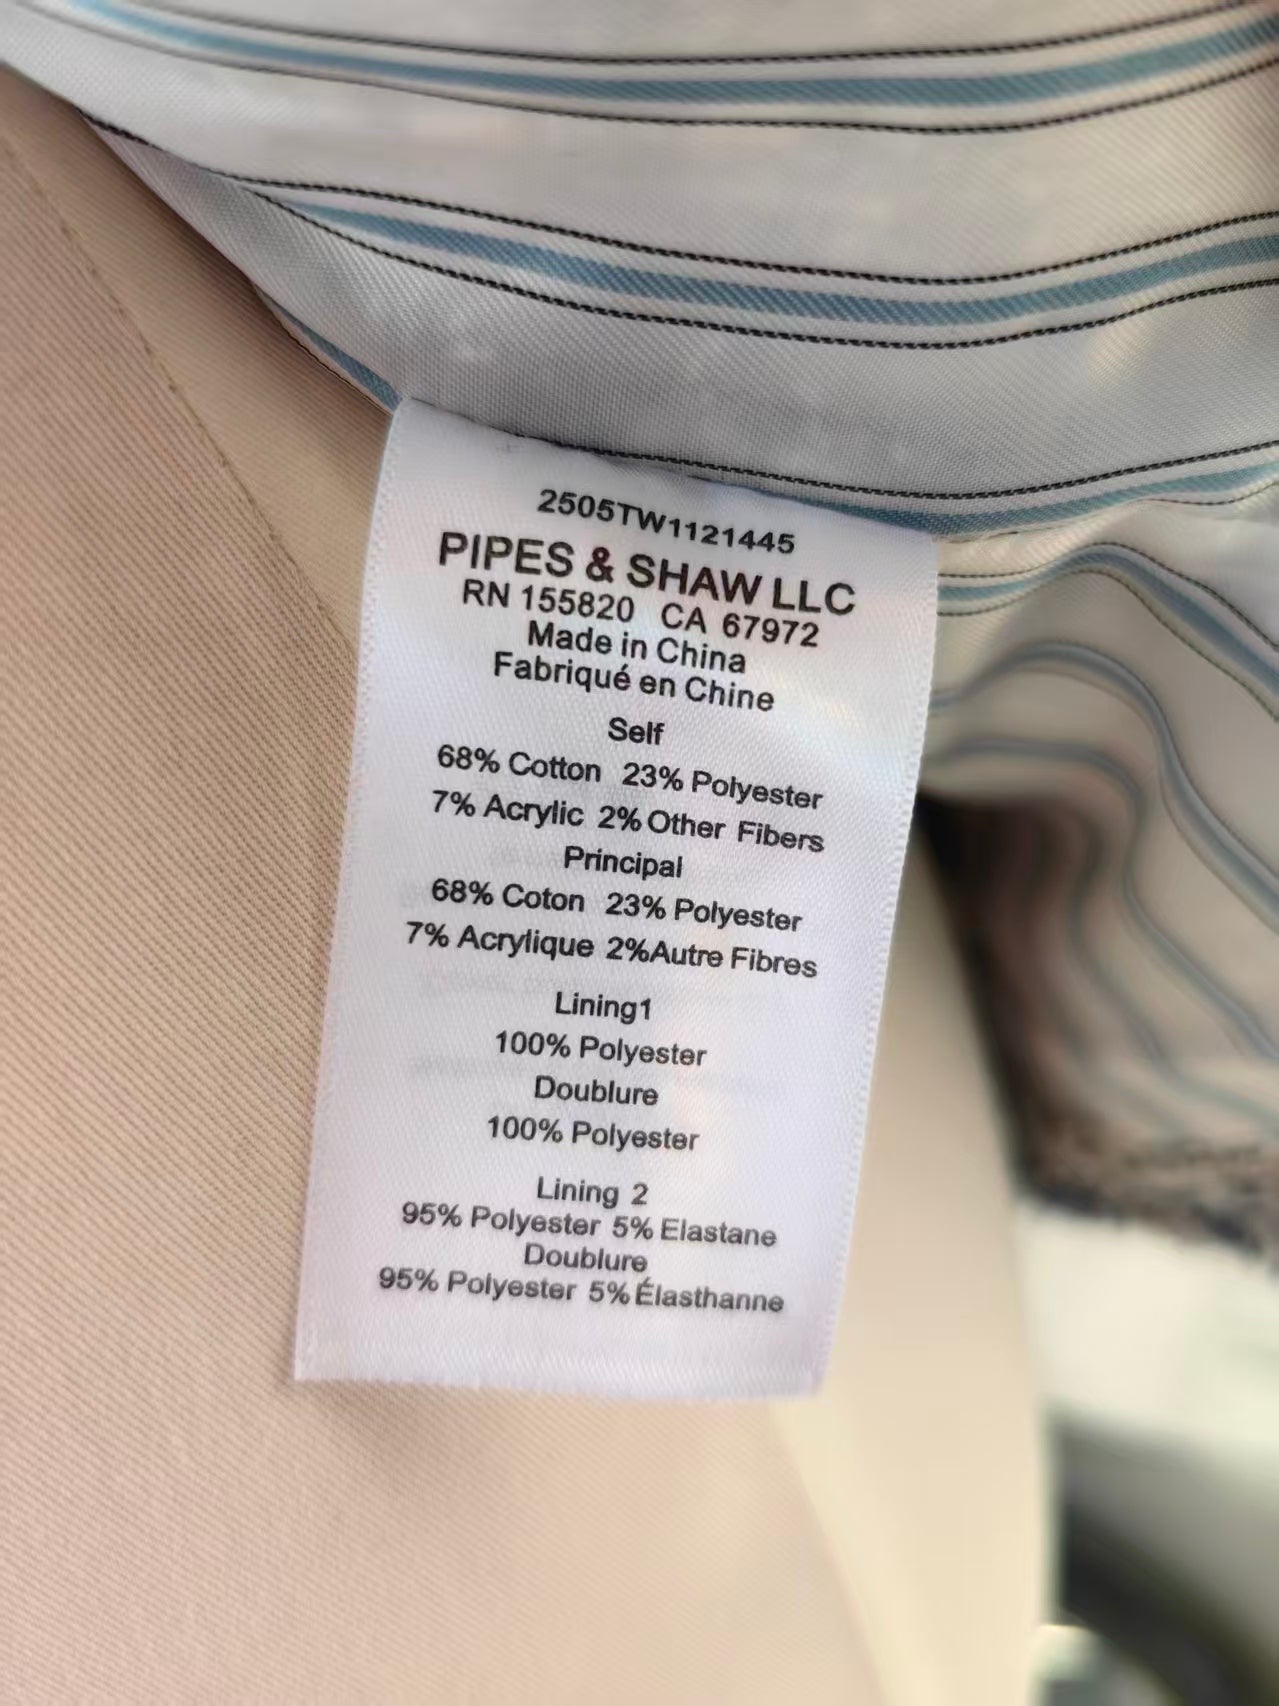 2505TW1121445
PIPES & SHAW LLC
RN 155820 CA 67972
Made in China
Fabriqué en Chine
Self
68% Cotton 23% Polyester
7% Acrylic 2% Other Fibers
Principal
68% Coton 23% Polyester
7% Acrylique 2%Autre Fibres
Lining1
100% Polyester
Doublure
100% Polyester
Lining 2
95% Polyester 5% Elastane
Doublure
95% Polyester 5% Élasthanne